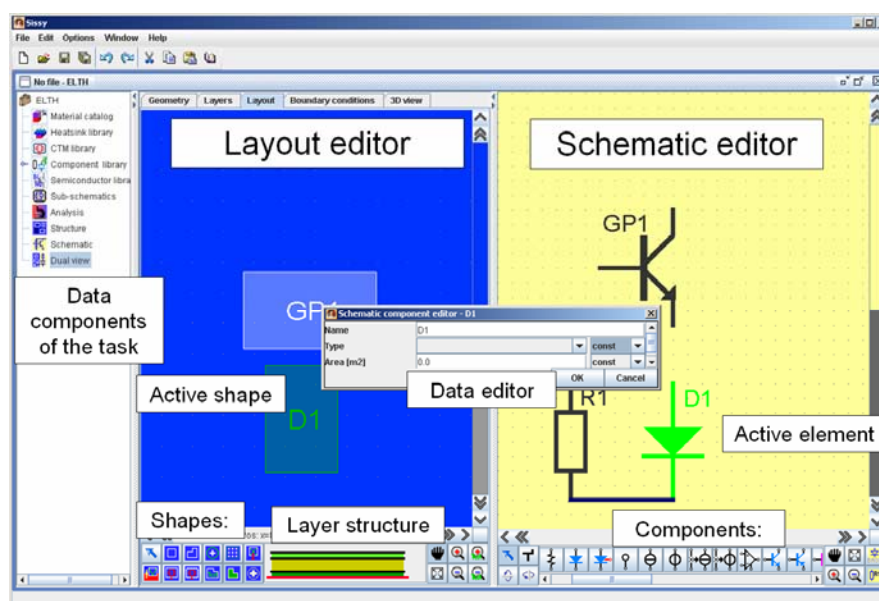 Sissy
File Edit Options Window Help
No file - ELTH
ELTH
Material catalog
Heatsink library
CTM library
Component library
Semiconductor libra
Sub-schematics
Analysis
Structure
Schematic
Dual view
Data
components
of the task
Geometry Layers Layout Boundary conditions 3D view
Layout editor
GP1
Active shape
D1
Shapes:
Layer structure
Schematic component editor - D1
Name D1
Type const
Area [m2] 0.0 const
OK Cancel
Data editor
Schematic editor
GP1
R1
D1
Active element
Components: